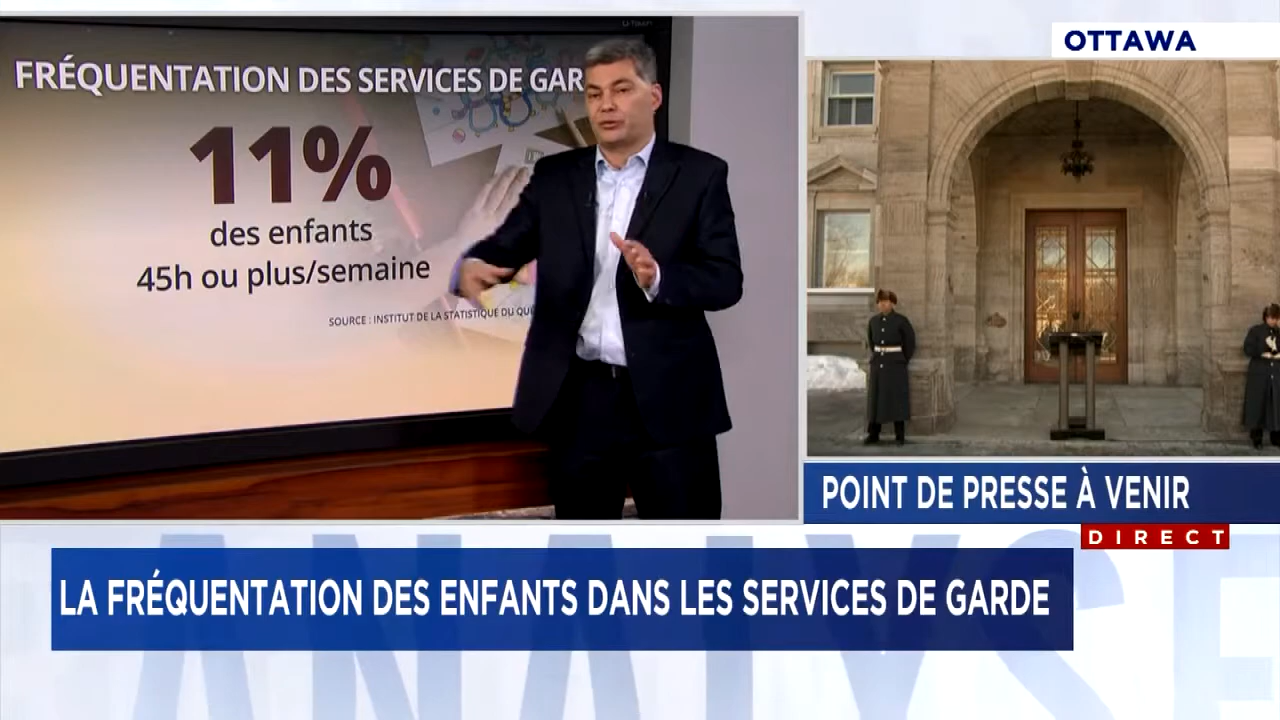 FRÉQUENTATION DES SERVICES DE GAR
11%
des enfants
45h ou plus/semaine
SOURCE : INSTITUT DE LA STATISTIQUE DU QU
OTTAWA
POINT DE PRESSE À VENIR
DIRECT
LA FRÉQUENTATION DES ENFANTS DANS LES SERVICES DE GARDE
ANALYSE